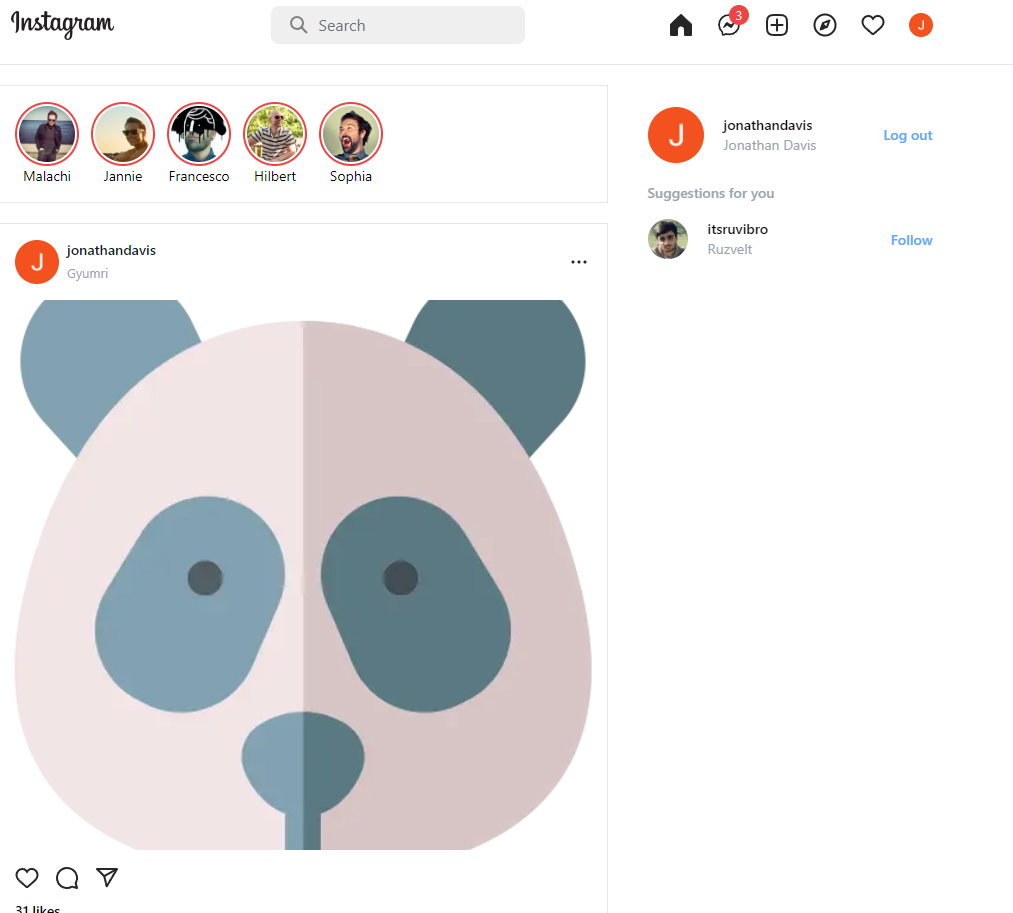 Instagram
Search
3
J
Malachi
Jannie
Francesco
Hilbert
Sophia
J
jonathandavis
Jonathan Davis
Log out
Suggestions for you
itsruvibro
Ruzvelt
Follow
J
jonathandavis
Gyumri
31 likes